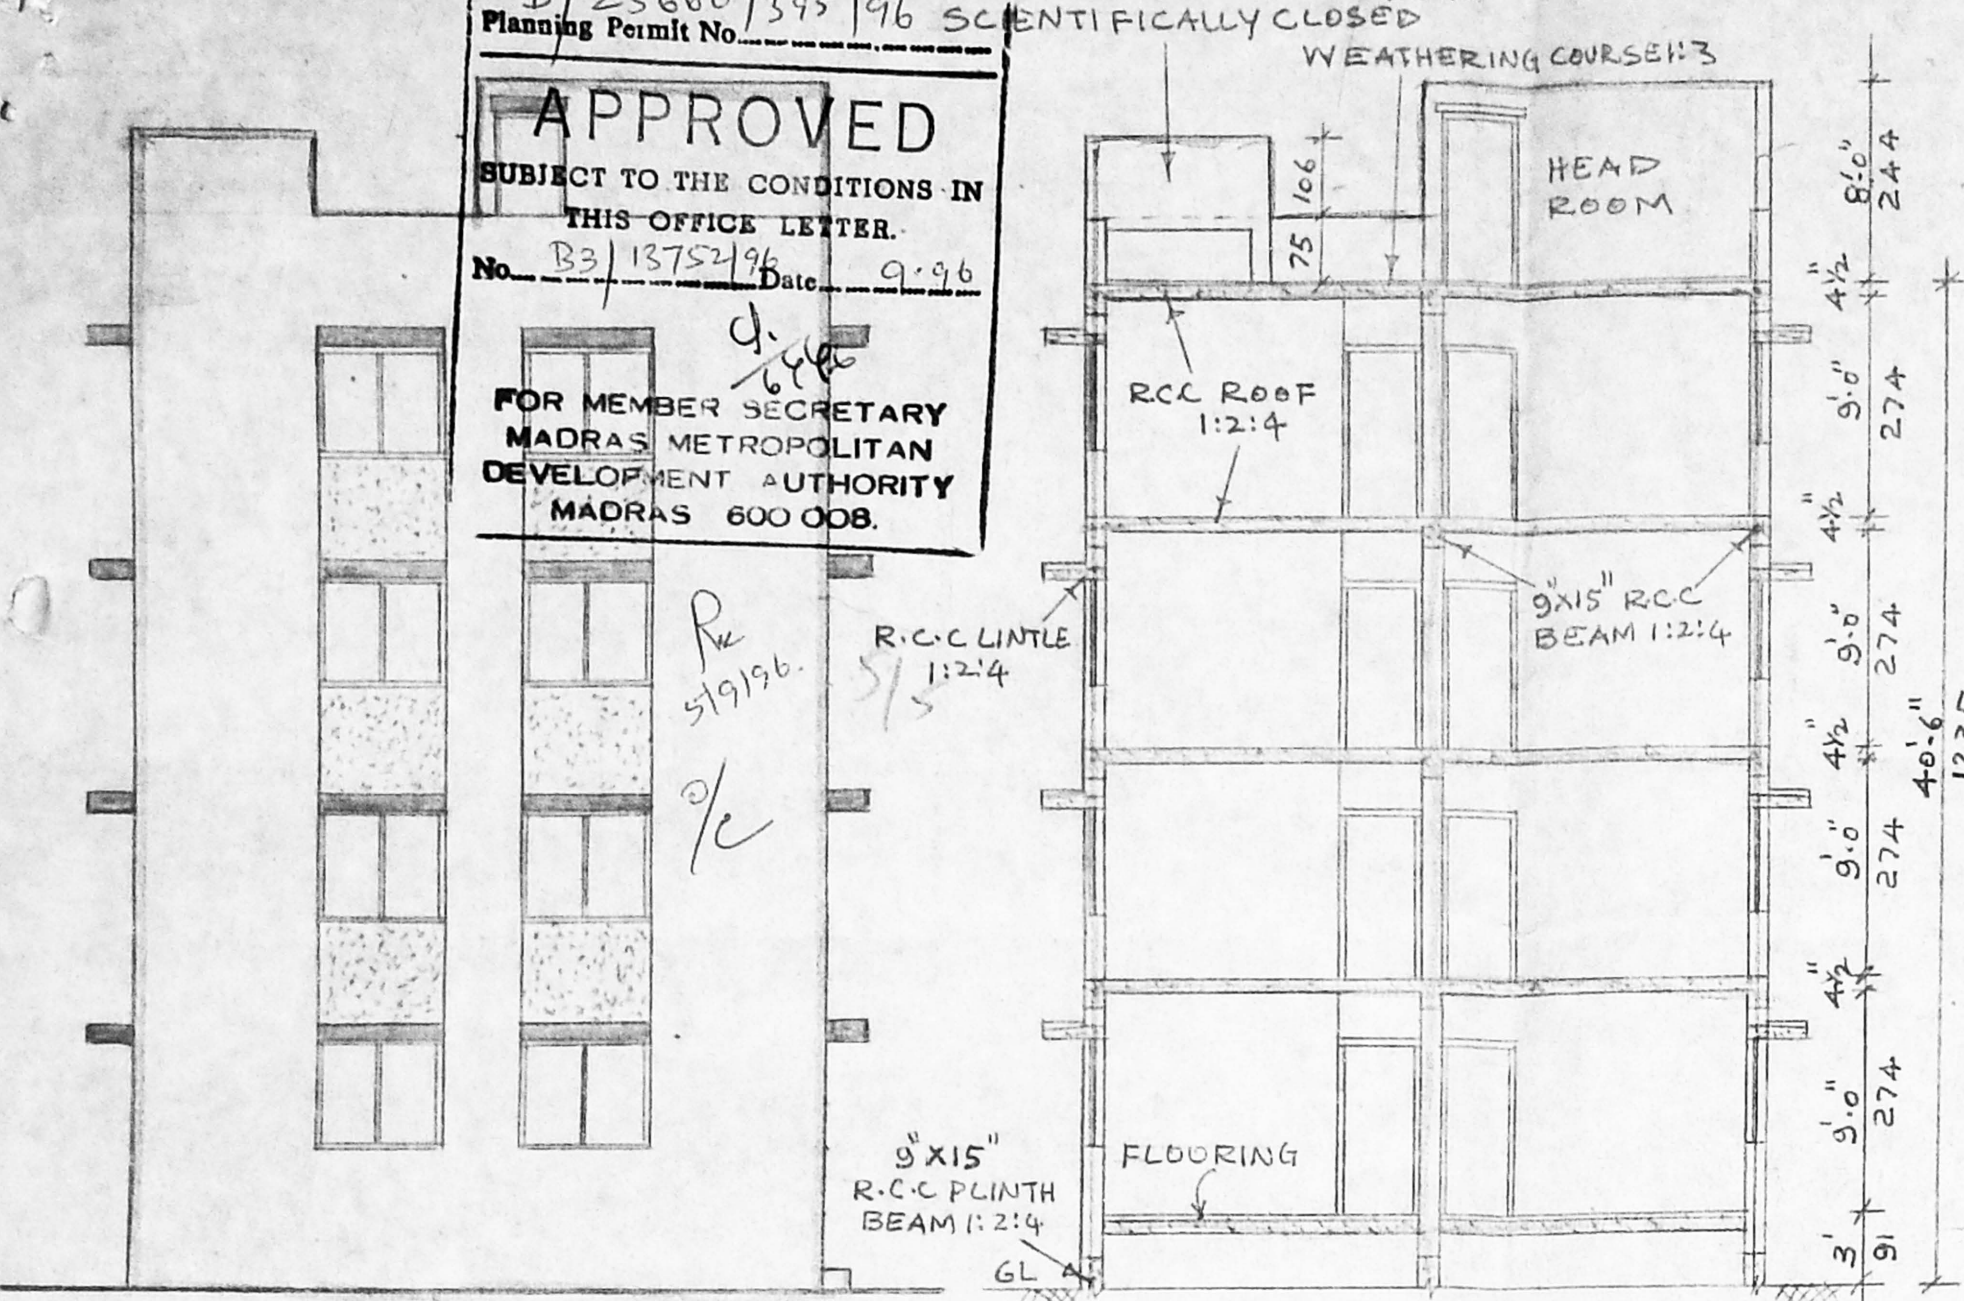 Planning Permit No. /96
APPROVED
SUBJECT TO THE CONDITIONS IN
THIS OFFICE LETTER.
No. B3/13752/96 Date 9.96
FOR MEMBER SECRETARY
MADRAS METROPOLITAN
DEVELOPMENT AUTHORITY
MADRAS 600 008.
5/9/96.
O/C
SCIENTIFICALLY CLOSED
WEATHERING COURSE 1:3
HEAD
ROOM
106
75
RCC ROOF
1:2:4
R.C.C LINTLE
1:2:4
9"X15" R.C.C
BEAM 1:2:4
9"X15"
R.C.C PLINTH
BEAM 1:2:4
GL
FLOORING
8'.0"
244
4½"
9'.0"
274
4½"
9'.0"
274
4½"
9'.0"
274
4½"
9'.0"
274
3'
91
40'.6"